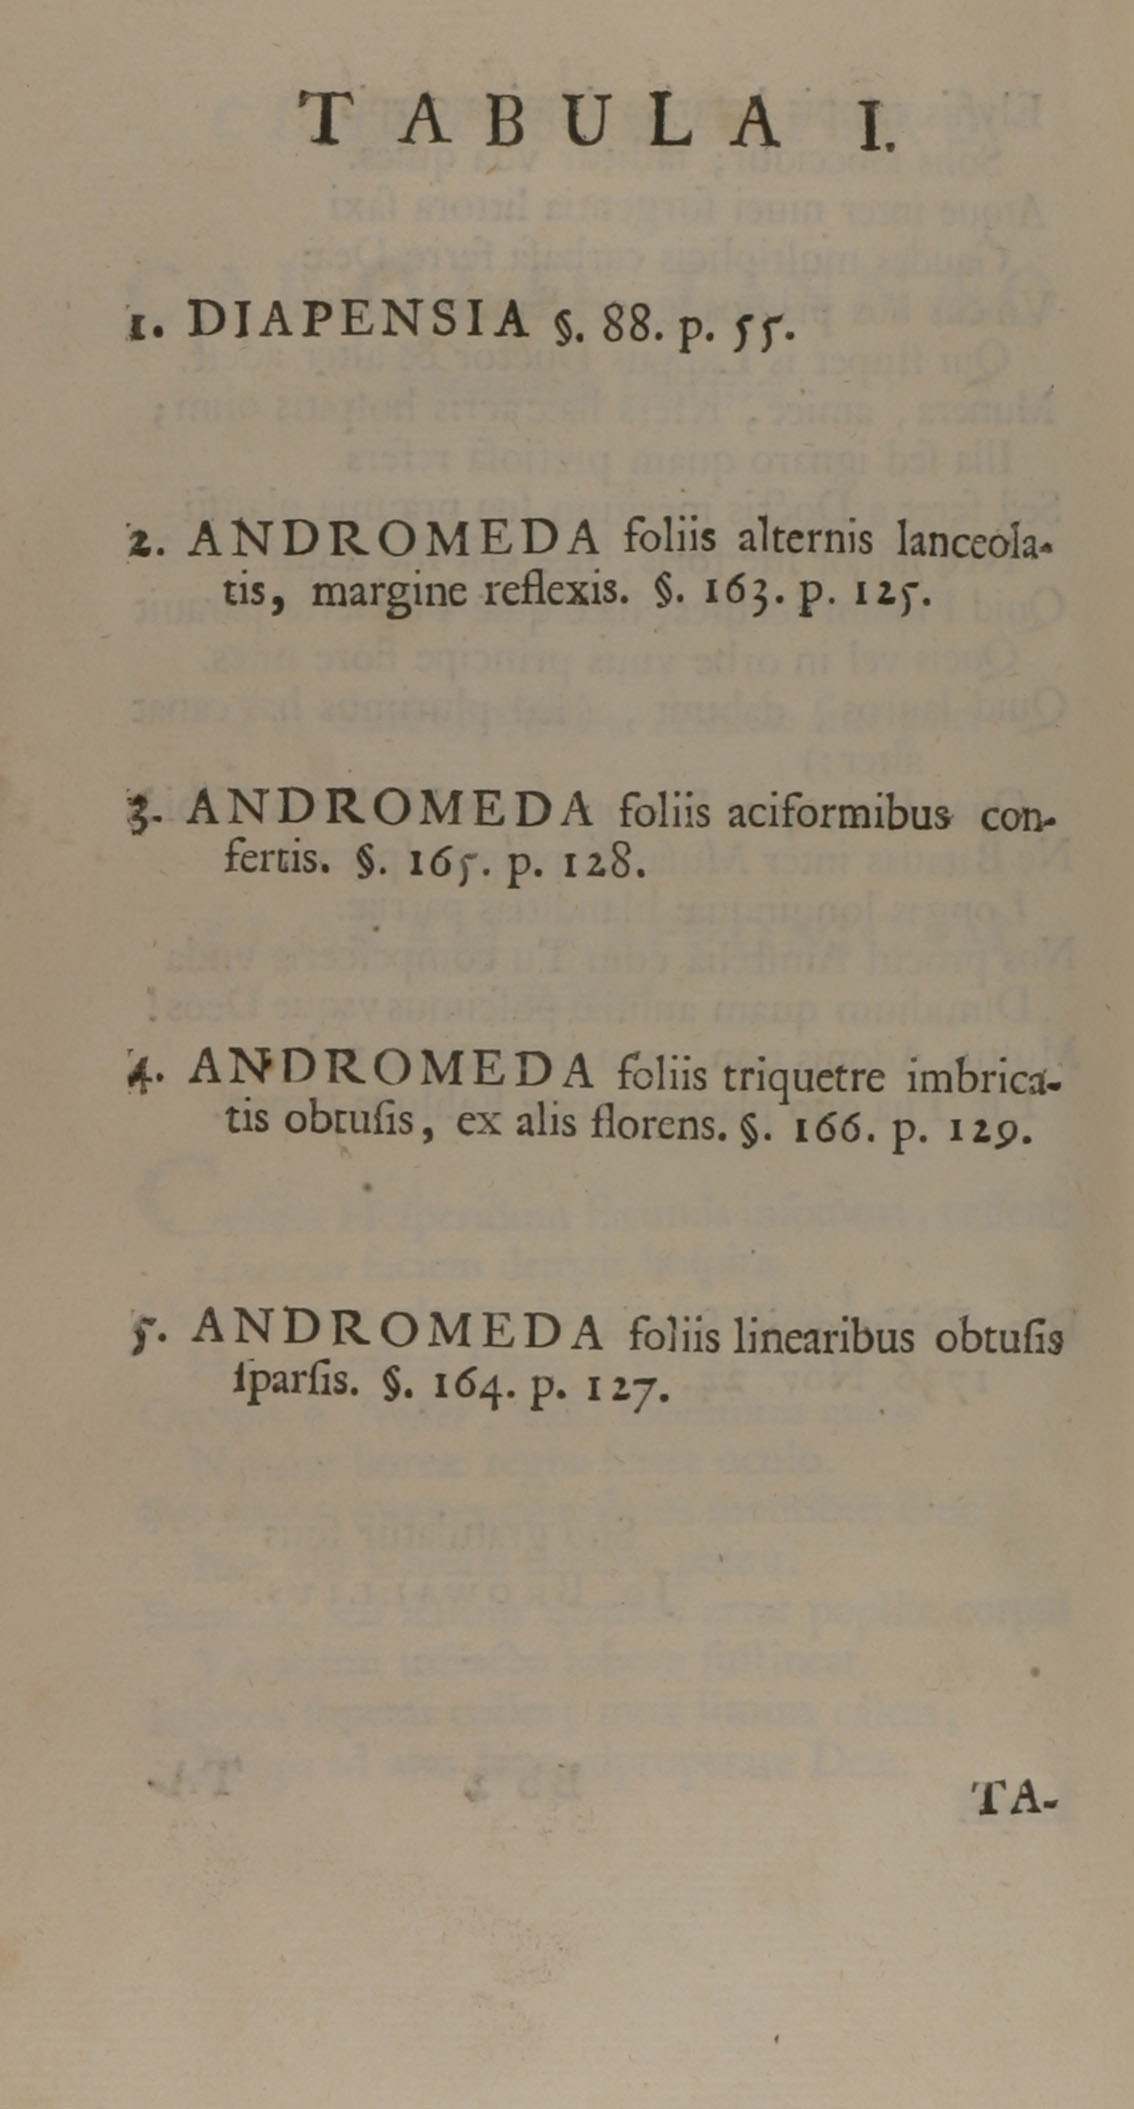 TABULA I.
1. DIAPENSIA §. 88. p. 55.
2. ANDROMEDA foliis alternis lanceola-
tis, margine reflexis. §. 163. p. 125.
3. ANDROMEDA foliis aciformibus con-
fertis. §. 165. p. 128.
4. ANDROMEDA foliis triquetre imbrica-
tis obtuſis, ex alis florens. §. 166. p. 129.
5. ANDROMEDA foliis linearibus obtuſis
ſparſis. §. 164. p. 127.
TA-